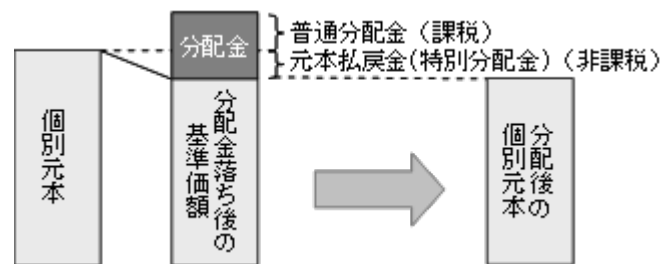 分配金
普通分配金（課税）
元本払戻金（特別分配金）（非課税）
個別元本
分配金落ち後の
基準価額
分配後の
個別元本